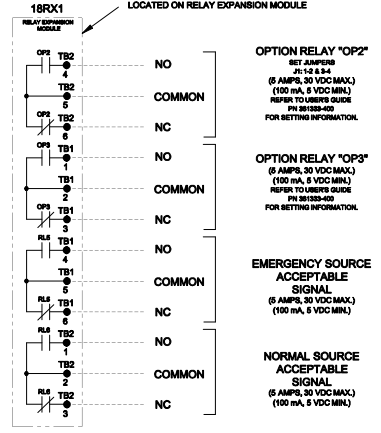 LOCATED ON RELAY EXPANSION MODULE
18RX1
RELAY EXPANSION
MODULE
OP2 TB2
4
NO
TB2
5
COMMON
OP2 TB2
6
NC
OPTION RELAY "OP2"
SET JUMPERS
J1: 1-2 & 3-4
(5 AMPS, 30 VDC MAX.)
(100 mA, 5 VDC MIN.)
REFER TO USER'S GUIDE
PN 381333-400
FOR SETTING INFORMATION.
OP3 TB1
1
NO
TB1
2
COMMON
OP3 TB1
3
NC
OPTION RELAY "OP3"
(5 AMPS, 30 VDC MAX.)
(100 mA, 5 VDC MIN.)
REFER TO USER'S GUIDE
PN 381333-400
FOR SETTING INFORMATION.
RL5 TB1
4
NO
TB1
5
COMMON
RL5 TB1
6
NC
EMERGENCY SOURCE
ACCEPTABLE
SIGNAL
(5 AMPS, 30 VDC MAX.)
(100 mA, 5 VDC MIN.)
RL6 TB2
1
NO
TB2
2
COMMON
RL6 TB2
3
NC
NORMAL SOURCE
ACCEPTABLE
SIGNAL
(5 AMPS, 30 VDC MAX.)
(100 mA, 5 VDC MIN.)